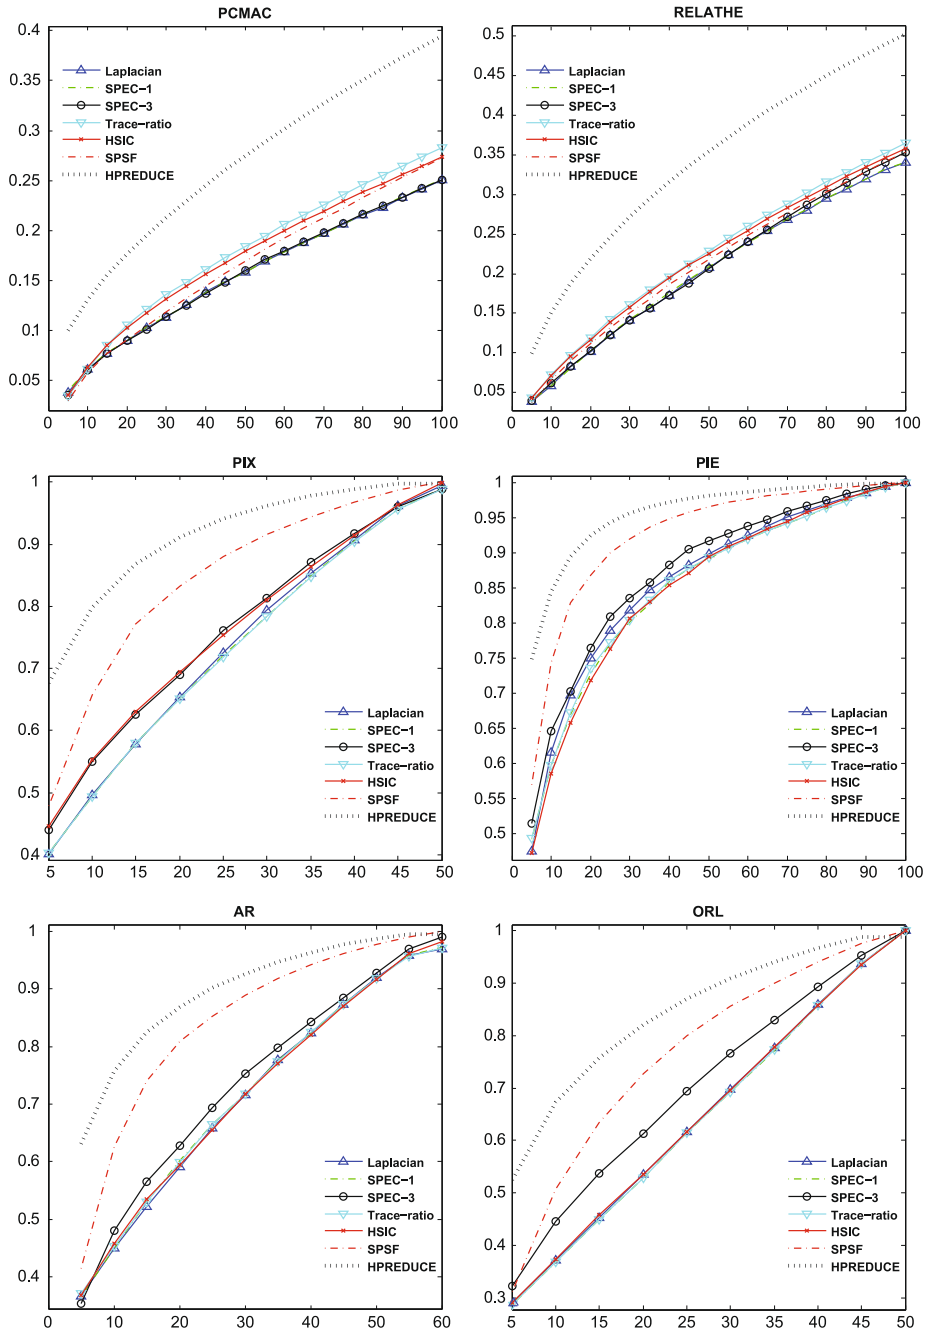 PCMAC
0.4
0.35
0.3
0.25
0.2
0.15
0.1
0.05
Laplacian
SPEC−1
SPEC−3
Trace−ratio
HSIC
SPSF
HPREDUCE
0 10 20 30 40 50 60 70 80 90 100
RELATHE
0.5
0.45
0.4
0.35
0.3
0.25
0.2
0.15
0.1
0.05
Laplacian
SPEC−1
SPEC−3
Trace−ratio
HSIC
SPSF
HPREDUCE
0 10 20 30 40 50 60 70 80 90 100
PIX
1
0.9
0.8
0.7
0.6
0.5
0.4
Laplacian
SPEC−1
SPEC−3
Trace−ratio
HSIC
SPSF
HPREDUCE
5 10 15 20 25 30 35 40 45 50
PIE
1
0.95
0.9
0.85
0.8
0.75
0.7
0.65
0.6
0.55
0.5
Laplacian
SPEC−1
SPEC−3
Trace−ratio
HSIC
SPSF
HPREDUCE
0 10 20 30 40 50 60 70 80 90 100
AR
1
0.9
0.8
0.7
0.6
0.5
0.4
Laplacian
SPEC−1
SPEC−3
Trace−ratio
HSIC
SPSF
HPREDUCE
0 10 20 30 40 50 60
ORL
1
0.9
0.8
0.7
0.6
0.5
0.4
0.3
Laplacian
SPEC−1
SPEC−3
Trace−ratio
HSIC
SPSF
HPREDUCE
5 10 15 20 25 30 35 40 45 50